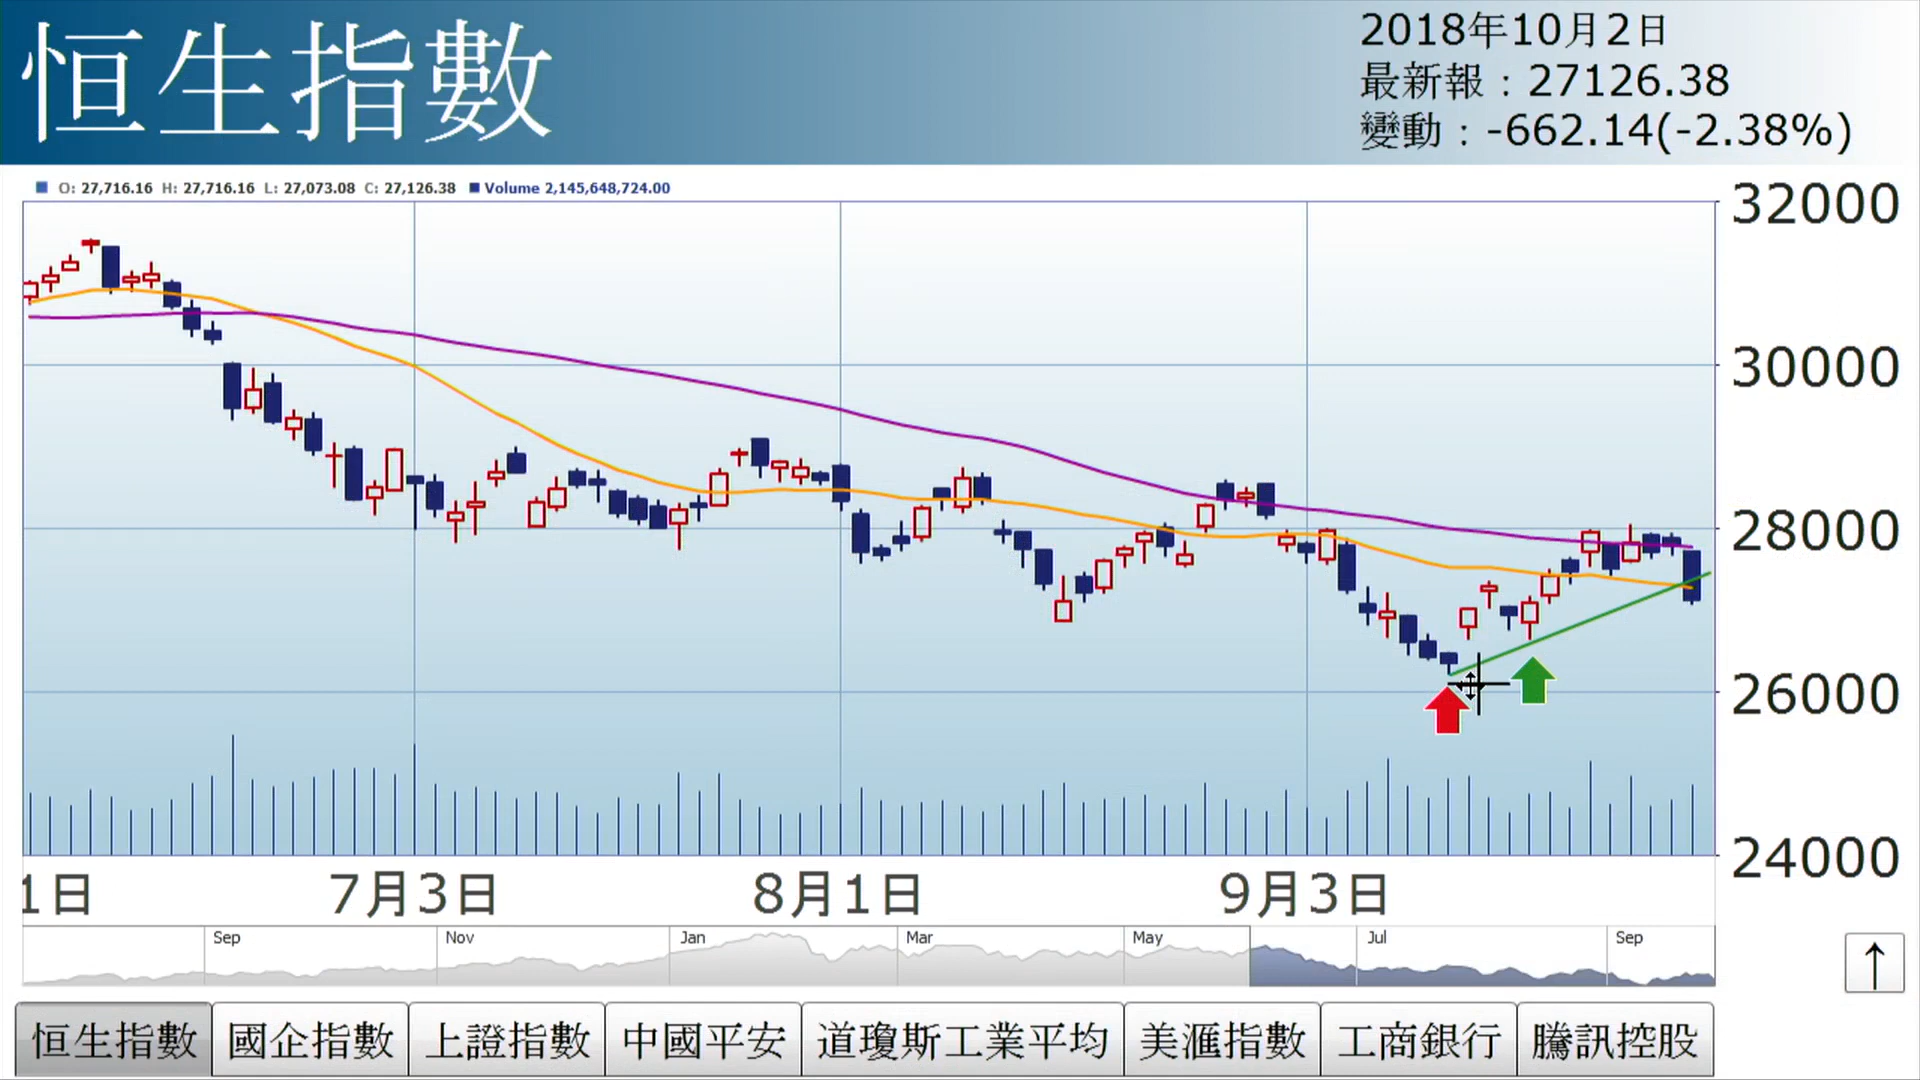 恒生指數
2018年10月2日
最新報：27126.38
變動：-662.14(-2.38%)
O: 27,716.16 H: 27,716.16 L: 27,073.08 C: 27,126.38 Volume 2,145,648,724.00
32000
30000
28000
26000
24000
1日 7月3日 8月1日 9月3日
Sep Nov Jan Mar May Jul Sep
恒生指數 國企指數 上證指數 中國平安 道瓊斯工業平均 美滙指數 工商銀行 騰訊控股